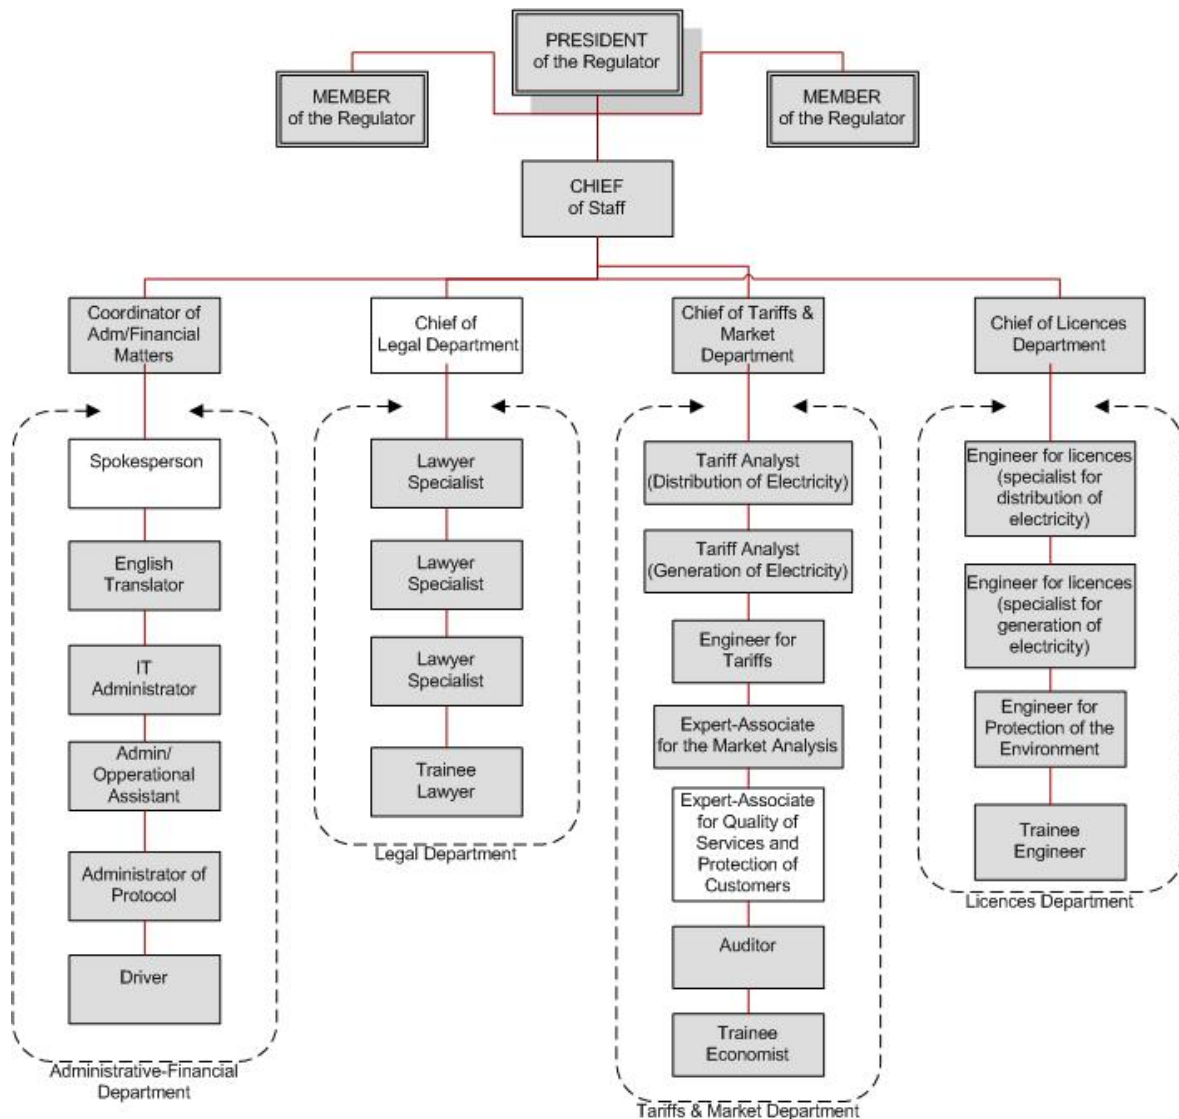 PRESIDENT
of the Regulator
MEMBER
of the Regulator
MEMBER
of the Regulator
CHIEF
of Staff
Coordinator of
Adm/Financial
Matters
Chief of
Legal Department
Chief of Tariffs &
Market
Department
Chief of Licences
Department
Spokesperson
English
Translator
IT
Administrator
Admin/
Opperational
Assistant
Administrator of
Protocol
Driver
Administrative-Financial
Department
Lawyer
Specialist
Lawyer
Specialist
Lawyer
Specialist
Trainee
Lawyer
Legal Department
Tariff Analyst
(Distribution of Electricity)
Tariff Analyst
(Generation of Electricity)
Engineer for
Tariffs
Expert-Associate
for the Market Analysis
Expert-Associate
for Quality of
Services and
Protection of
Customers
Auditor
Trainee
Economist
Tariffs & Market Department
Engineer for licences
(specialist for
distribution of
electricity)
Engineer for licences
(specialist for
generation of
electricity)
Engineer for
Protection of the
Environment
Trainee
Engineer
Licences Department